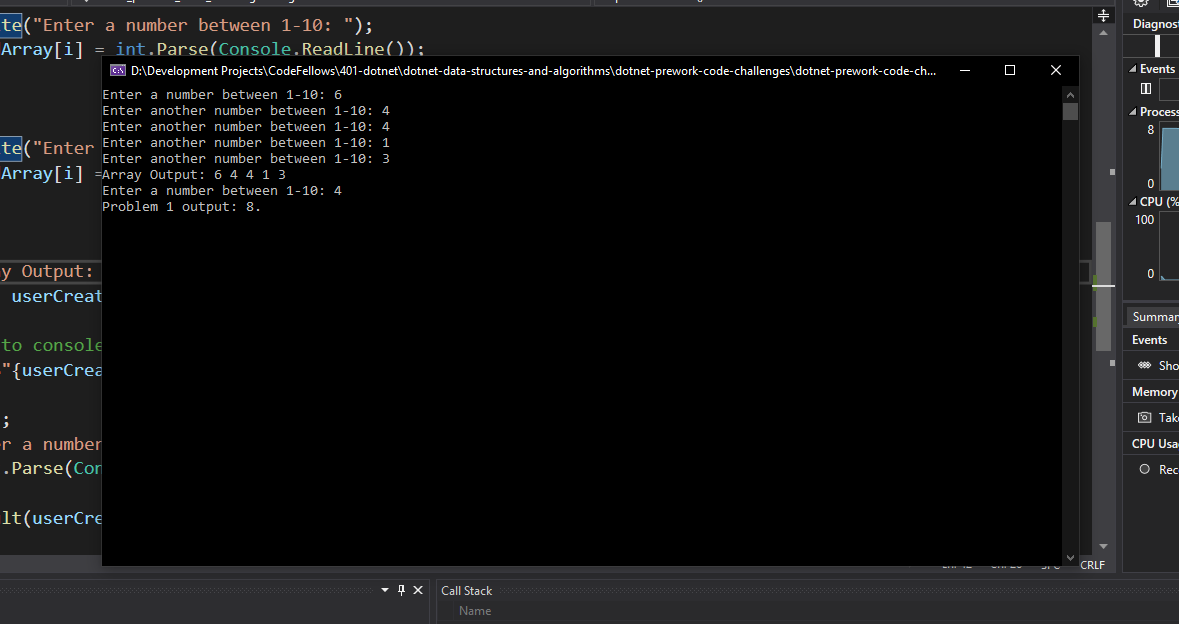 te("Enter a number between 1-10: ");
Array[i] = int.Parse(Console.ReadLine());
D:\Development Projects\CodeFellows\401-dotnet\dotnet-data-structures-and-algorithms\dotnet-prework-code-challenges\dotnet-prework-code-ch...
Enter a number between 1-10: 6
Enter another number between 1-10: 4
Enter another number between 1-10: 4
Enter another number between 1-10: 1
Enter another number between 1-10: 3
Array Output: 6 4 4 1 3
Enter a number between 1-10: 4
Problem 1 output: 8.
te("Enter
Array[i] =
y Output:
userCreat
to console
"{userCrea
;
r a number
.Parse(Con
lt(userCre
Diagnos
Events
Process
8
0
CPU (%
100
0
Summar
Events
Sho
Memory
Take
CPU Usa
Rec
CRLF
Call Stack
Name